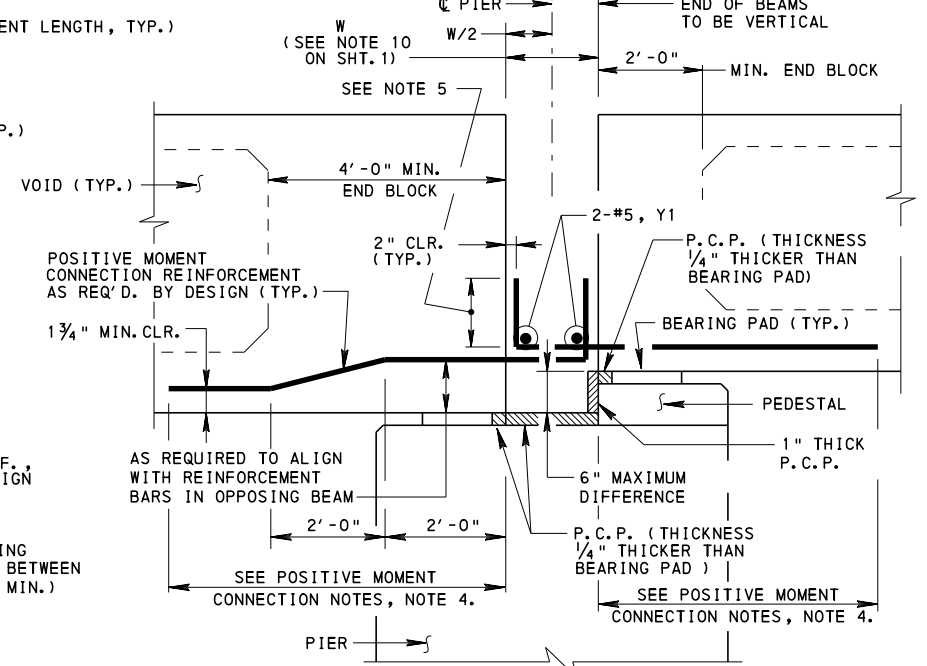 ℄ PIER
END OF BEAMS
TO BE VERTICAL
ENT LENGTH, TYP.)
W
(SEE NOTE 10
ON SHT. 1)
W/2
2'-0"
MIN. END BLOCK
SEE NOTE 5
P.)
4'-0" MIN.
END BLOCK
VOID (TYP.)
2-#5, Y1
2" CLR.
(TYP.)
P.C.P. (THICKNESS
1/4" THICKER THAN
BEARING PAD)
POSITIVE MOMENT
CONNECTION REINFORCEMENT
AS REQ'D. BY DESIGN (TYP.)
1 3/4" MIN.CLR.
BEARING PAD (TYP.)
PEDESTAL
1" THICK
P.C.P.
F.,
IGN
AS REQUIRED TO ALIGN
WITH REINFORCEMENT
BARS IN OPPOSING BEAM
6" MAXIMUM
DIFFERENCE
2'-0"
2'-0"
P.C.P. (THICKNESS
1/4" THICKER THAN
BEARING PAD )
ING
BETWEEN
MIN.)
SEE POSITIVE MOMENT
CONNECTION NOTES, NOTE 4.
SEE POSITIVE MOMENT
CONNECTION NOTES, NOTE 4.
PIER